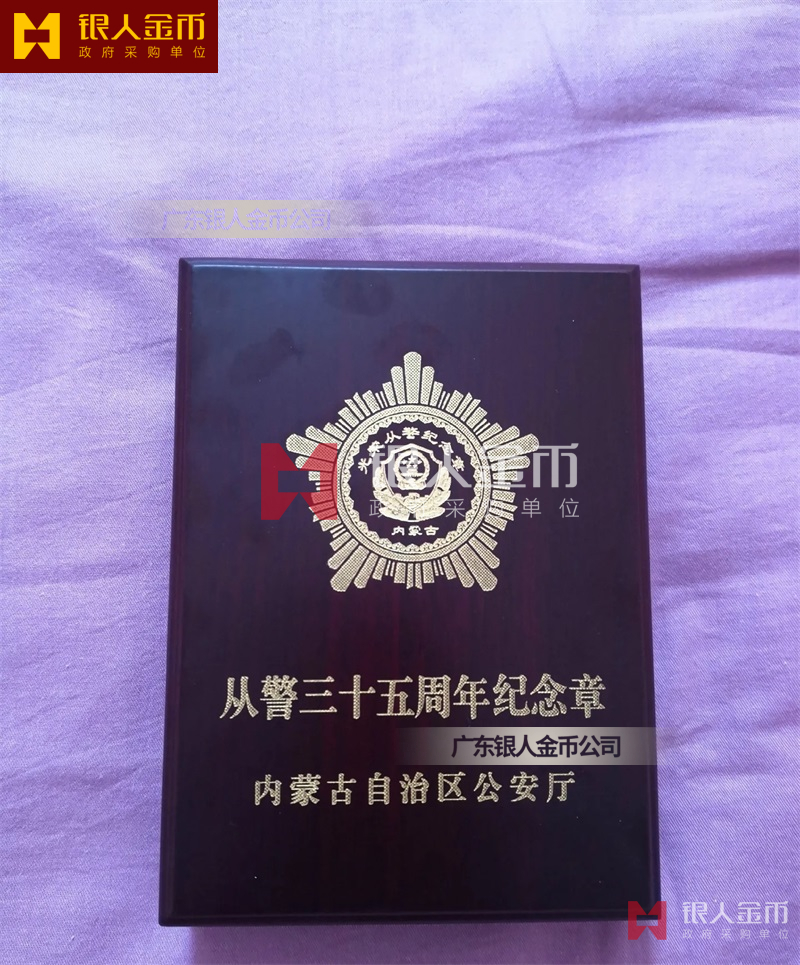 银人金币
政府采购单位
广东银人金币公司
光荣从警纪念章
银人金币
政府采购单位
内蒙古
从警三十五周年纪念章
广东银人金币公司
内蒙古自治区公安厅
银人金币
政府采购单位